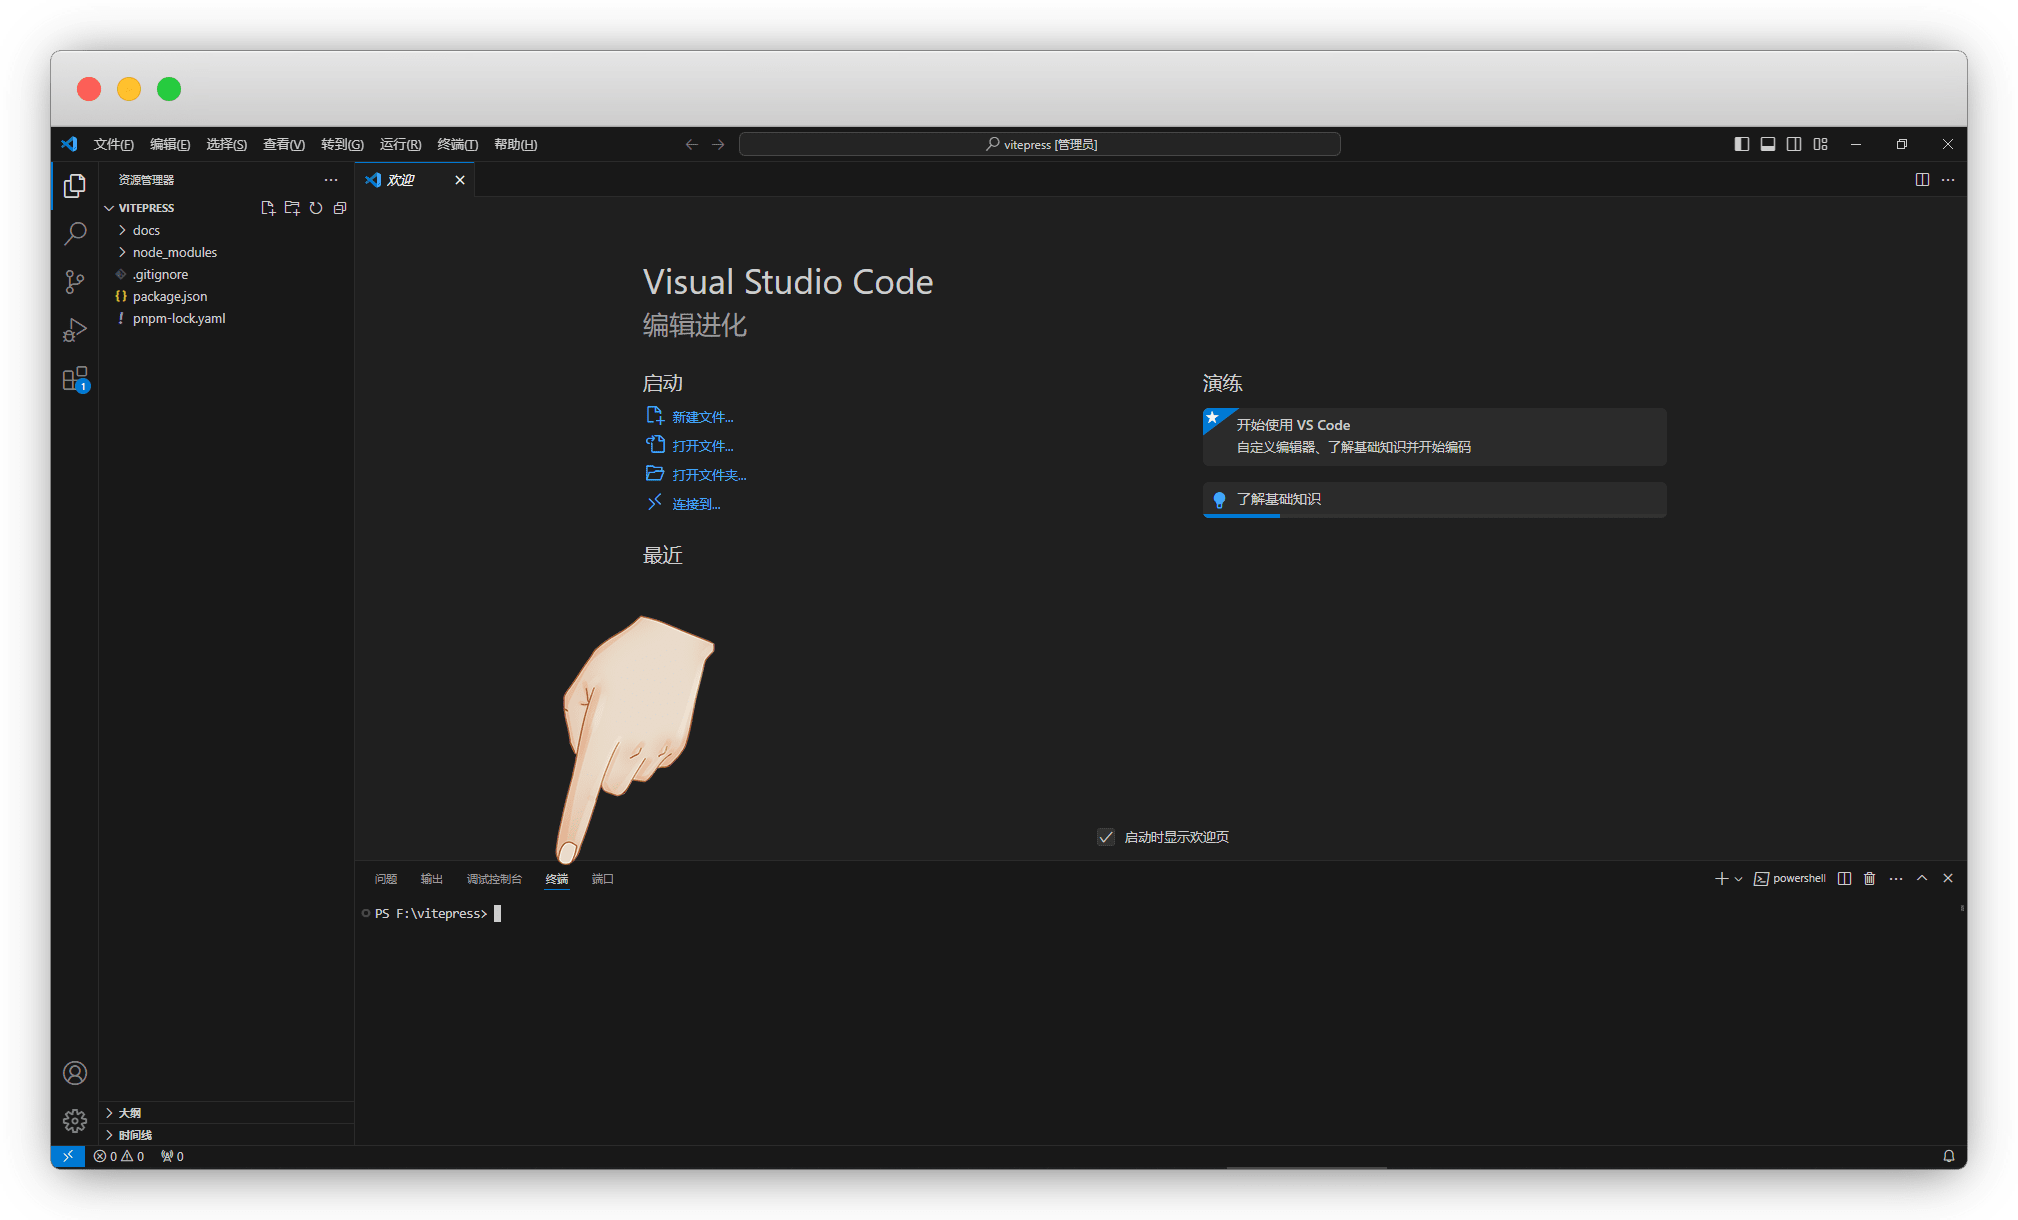 文件(F) 编辑(E) 选择(S) 查看(V) 转到(G) 运行(R) 终端(T) 帮助(H)
vitepress [管理员]
资源管理器
欢迎
VITEPRESS
docs
node_modules
.gitignore
package.json
pnpm-lock.yaml
1
Visual Studio Code
编辑进化
启动
新建文件...
打开文件...
打开文件夹...
连接到...
最近
演练
开始使用 VS Code
自定义编辑器、了解基础知识并开始编码
了解基础知识
启动时显示欢迎页
问题 输出 调试控制台 终端 端口
powershell
PS F:\vitepress>
大纲
时间线
0 0 0